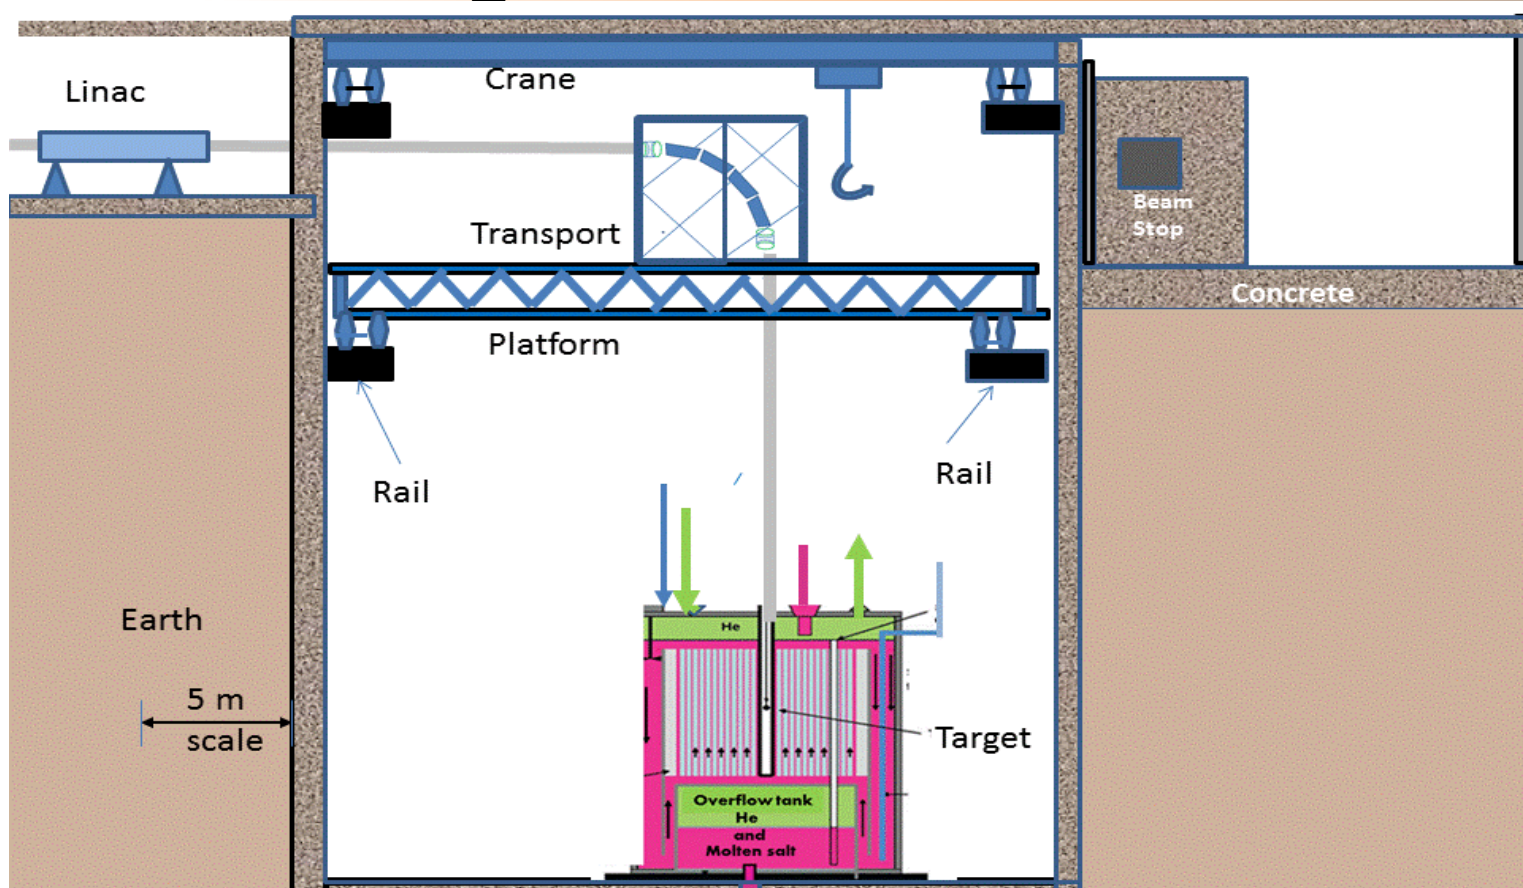 Linac
Crane
Transport
Platform
Beam
Stop
Concrete
Rail
Rail
Earth
5 m
scale
He
Target
Overflow tank
He
and
Molten salt